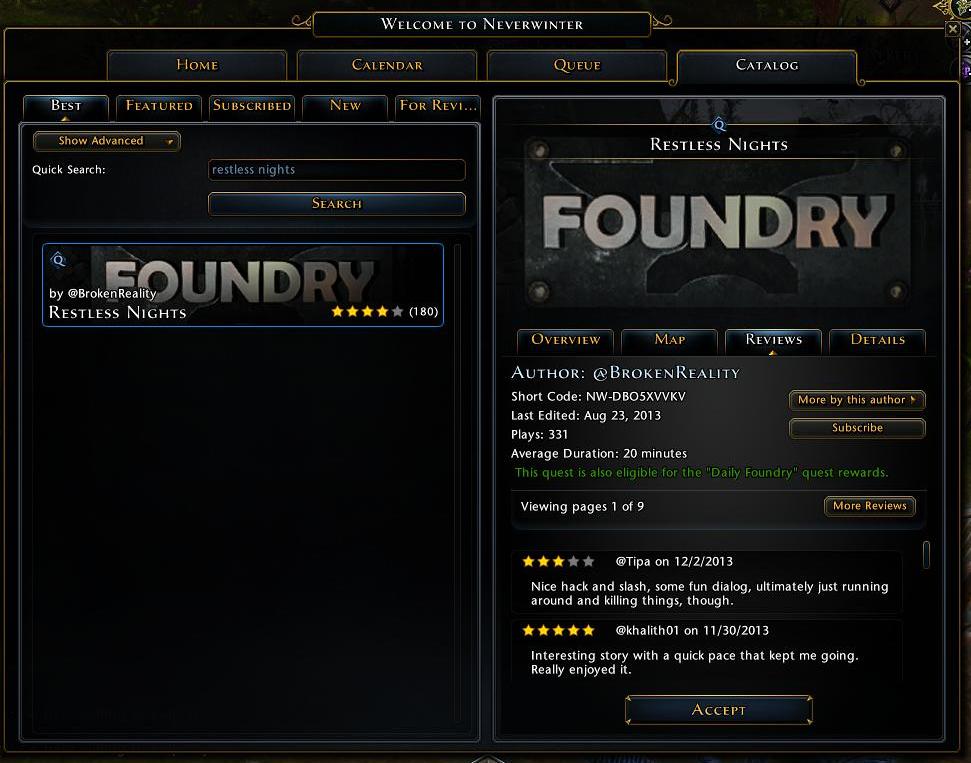 Welcome to Neverwinter
Home
Calendar
Queue
Catalog
Best
Featured
Subscribed
New
For Revi...
Show Advanced
Quick Search:
restless nights
Search
Q
FOUNDRY
by @BrokenReality
Restless Nights
(180)
Q
Restless Nights
FOUNDRY
Overview
Map
Reviews
Details
Author: @BrokenReality
Short Code: NW-DBO5XVVKV
More by this author
Last Edited: Aug 23, 2013
Subscribe
Plays: 331
Average Duration: 20 minutes
This quest is also eligible for the "Daily Foundry" quest rewards.
Viewing pages 1 of 9
More Reviews
@Tipa on 12/2/2013
Nice hack and slash, some fun dialog, ultimately just running
around and killing things, though.
@khalith01 on 11/30/2013
Interesting story with a quick pace that kept me going.
Really enjoyed it.
Accept